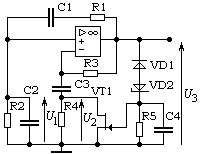 C1 R1
▷∞
R3
C3
VD1
VT1
VD2
R2 C2 U1 R4 U2 R5 C4 U3